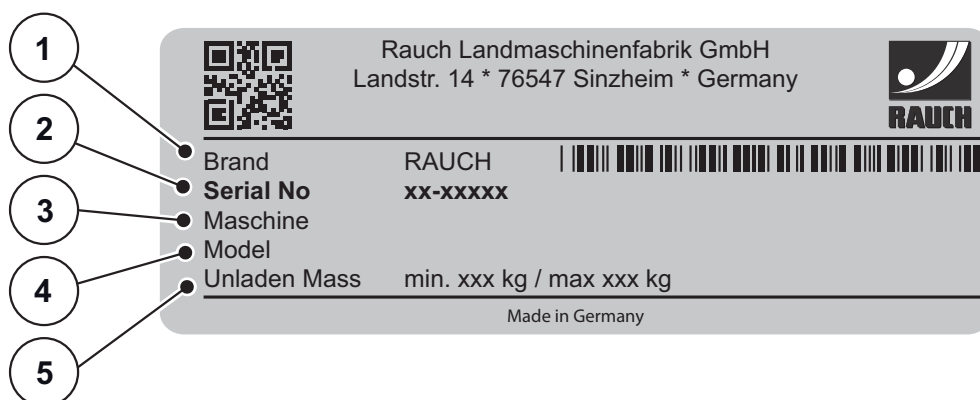 1
2
3
4
5
Rauch Landmaschinenfabrik GmbH
Landstr. 14 * 76547 Sinzheim * Germany
RAUCH
Brand RAUCH
Serial No xx-xxxxx
Maschine
Model
Unladen Mass min. xxx kg / max xxx kg
Made in Germany